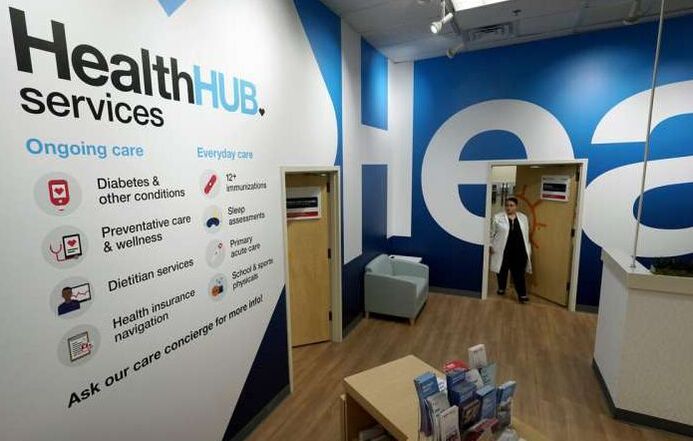 HealthHUB
services
Ongoing care
Diabetes &
other conditions
Preventative care
& wellness
Dietitian services
Health insurance
navigation
Everyday care
12+
immunizations
Sleep
assessments
Primary
acute care
School & sports
physicals
Ask our care concierge for more info!
Hea